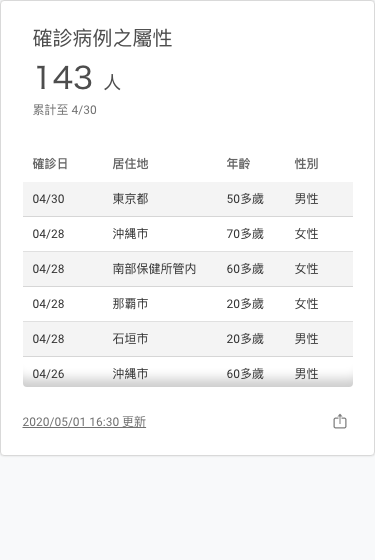 確診病例之屬性
143 人
累計至 4/30
確診日 居住地 年齡 性別
04/30 東京都 50多歲 男性
04/28 沖縄市 70多歲 女性
04/28 南部保健所管内 60多歲 女性
04/28 那覇市 20多歲 女性
04/28 石垣市 20多歲 男性
04/26 沖縄市 60多歲 男性
2020/05/01 16:30 更新